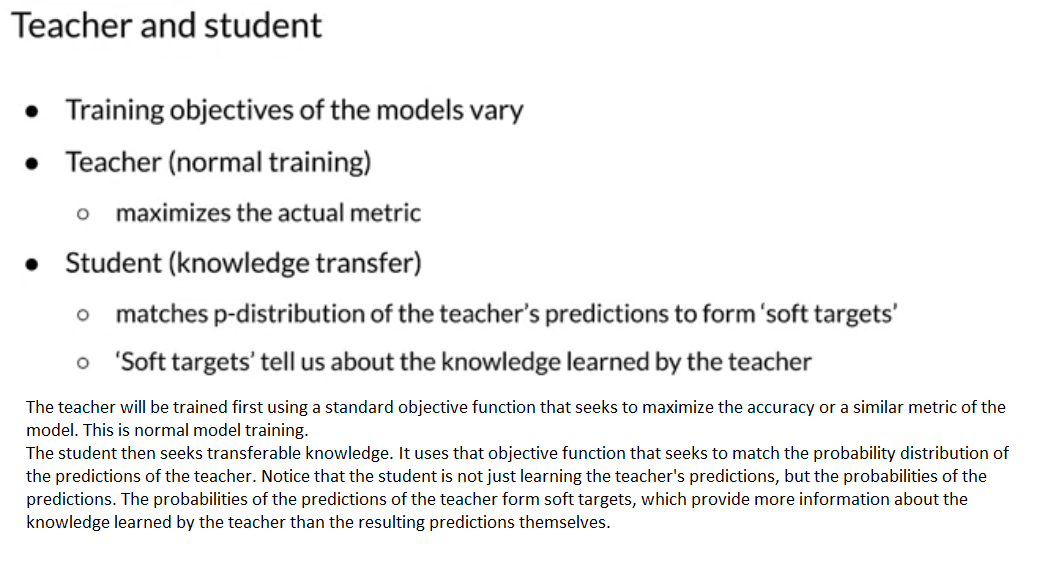 Teacher and student
● Training objectives of the models vary
● Teacher (normal training)
○ maximizes the actual metric
● Student (knowledge transfer)
○ matches p-distribution of the teacher's predictions to form 'soft targets'
○ 'Soft targets' tell us about the knowledge learned by the teacher
The teacher will be trained first using a standard objective function that seeks to maximize the accuracy or a similar metric of the
model. This is normal model training.
The student then seeks transferable knowledge. It uses that objective function that seeks to match the probability distribution of
the predictions of the teacher. Notice that the student is not just learning the teacher's predictions, but the probabilities of the
predictions. The probabilities of the predictions of the teacher form soft targets, which provide more information about the
knowledge learned by the teacher than the resulting predictions themselves.